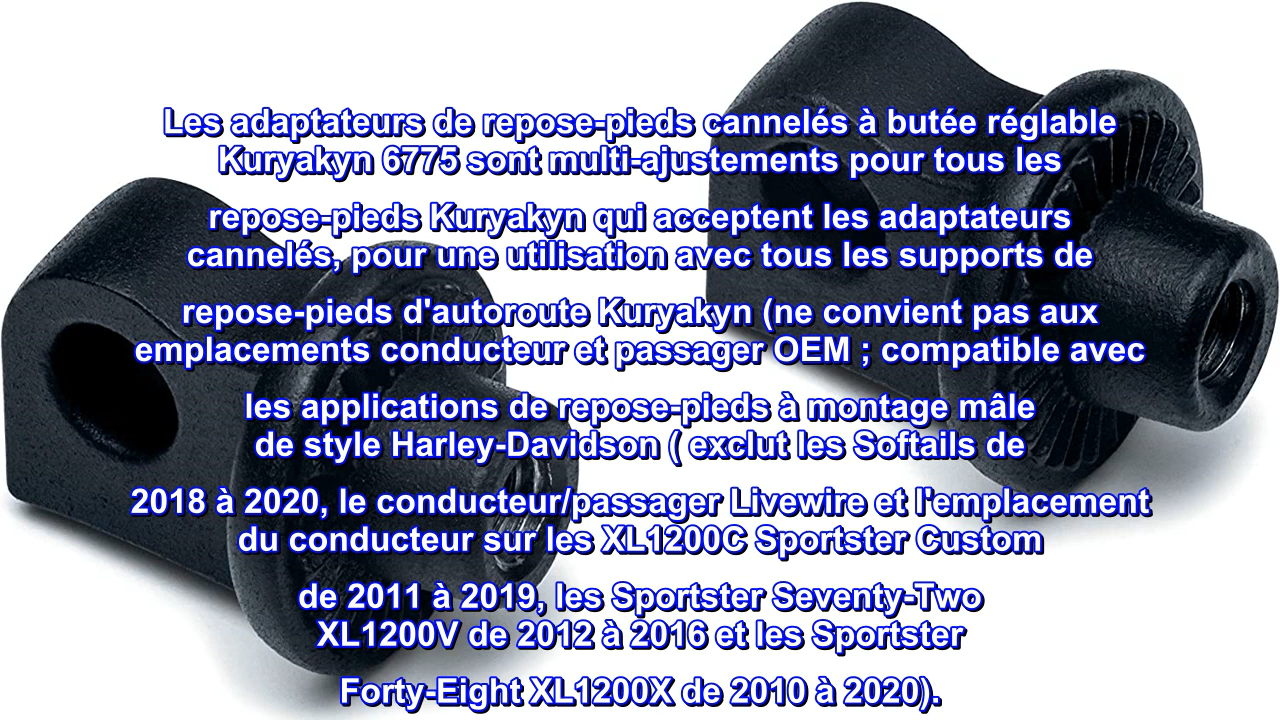 Les adaptateurs de repose-pieds cannelés à butée réglable
Kuryakyn 6775 sont multi-ajustements pour tous les
repose-pieds Kuryakyn qui acceptent les adaptateurs
cannelés, pour une utilisation avec tous les supports de
repose-pieds d'autoroute Kuryakyn (ne convient pas aux
emplacements conducteur et passager OEM ; compatible avec
les applications de repose-pieds à montage mâle
de style Harley-Davidson ( exclut les Softails de
2018 à 2020, le conducteur/passager Livewire et l'emplacement
du conducteur sur les XL1200C Sportster Custom
de 2011 à 2019, les Sportster Seventy-Two
XL1200V de 2012 à 2016 et les Sportster
Forty-Eight XL1200X de 2010 à 2020).